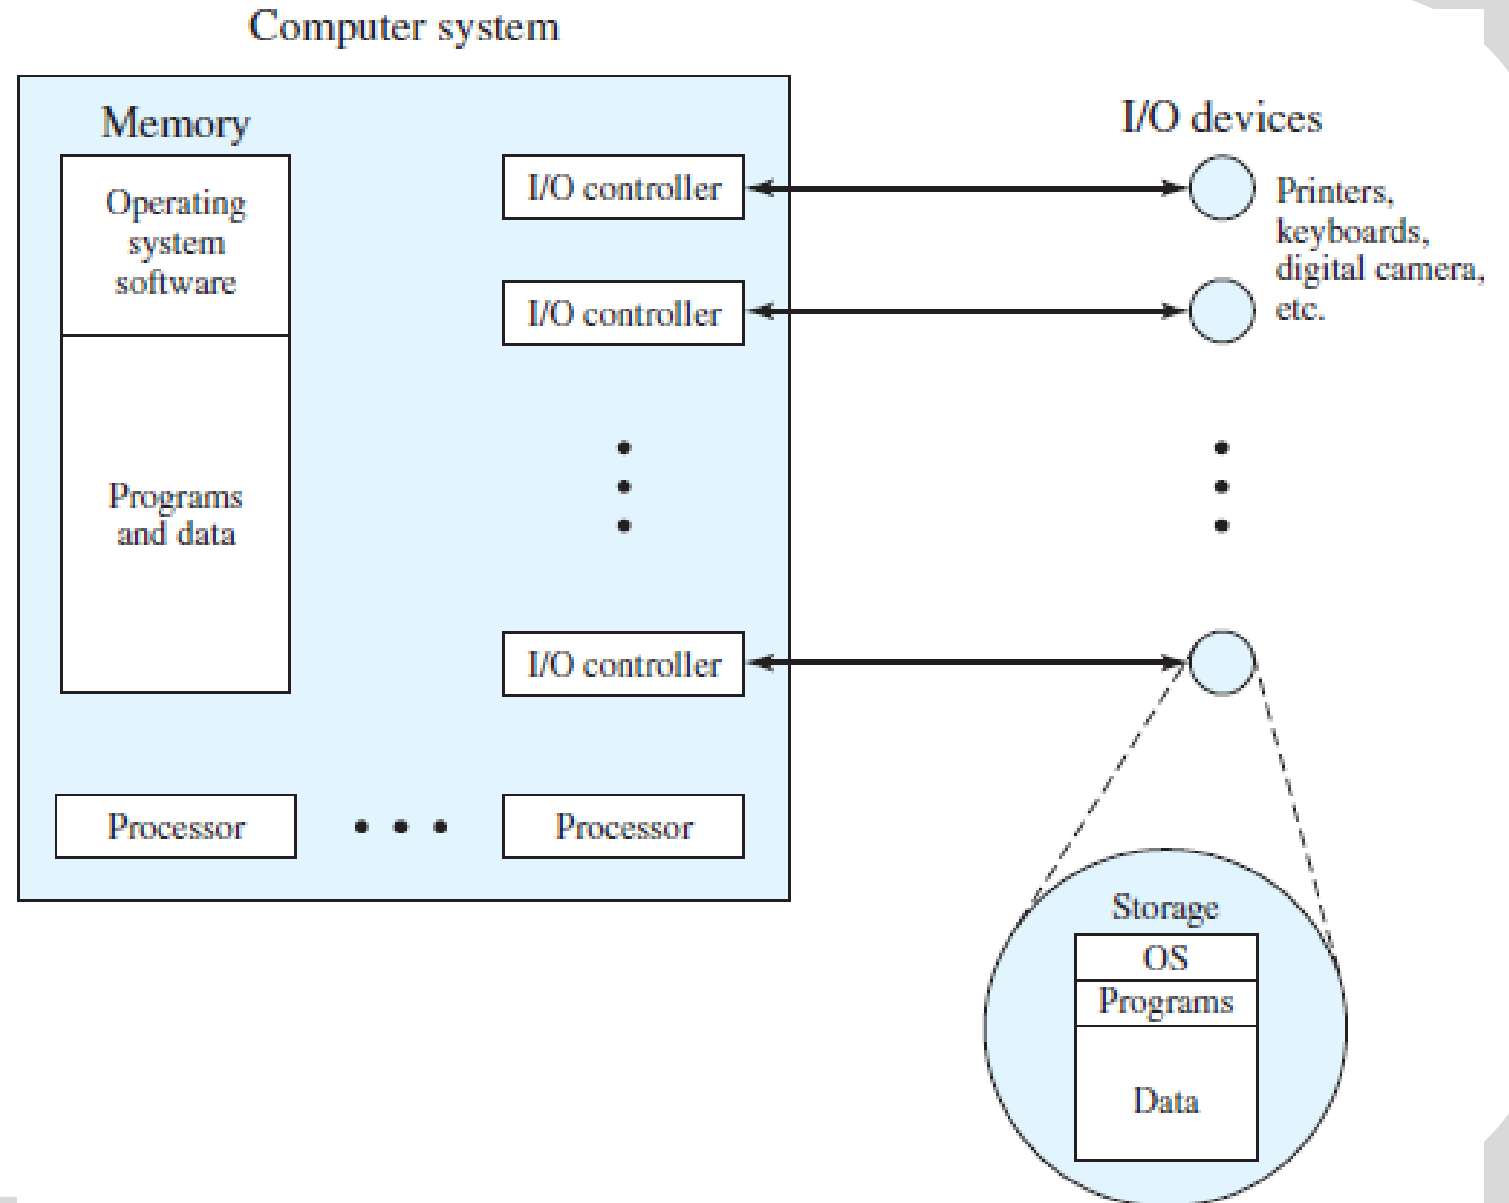 Computer system
Memory
Operating
system
software
Programs
and data
I/O controller
I/O controller
I/O controller
Processor
Processor
I/O devices
Printers,
keyboards,
digital camera,
etc.
Storage
OS
Programs
Data